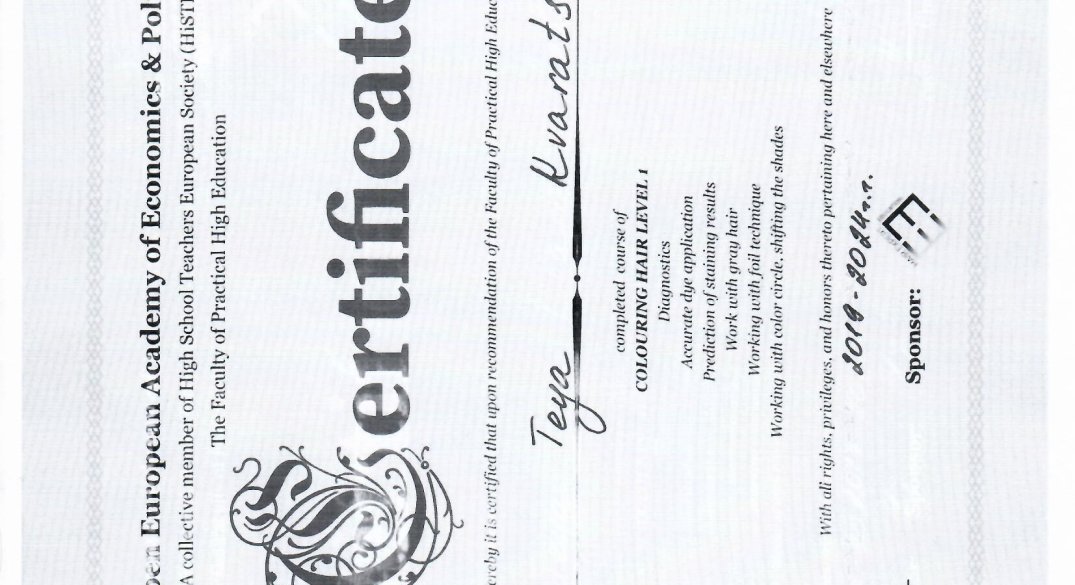 pen European Academy of Economics & Pol
A collective member of High School Teachers European Society (HiST
The Faculty of Practical High Education
Certificate
ereby it is certified that upon recommendation of the Faculty of Practical High Educ
Teya Kvarats
completed course of
COLOURING HAIR LEVEL 1
Diagnostics
Accurate dye application
Prediction of staining results
Work with gray hair
Working with foil technique
Working with color circle, shifting the shades
With all rights, privileges, and honors thereto pertaining here and elsewhere
2019-2024г.г.
Sponsor: